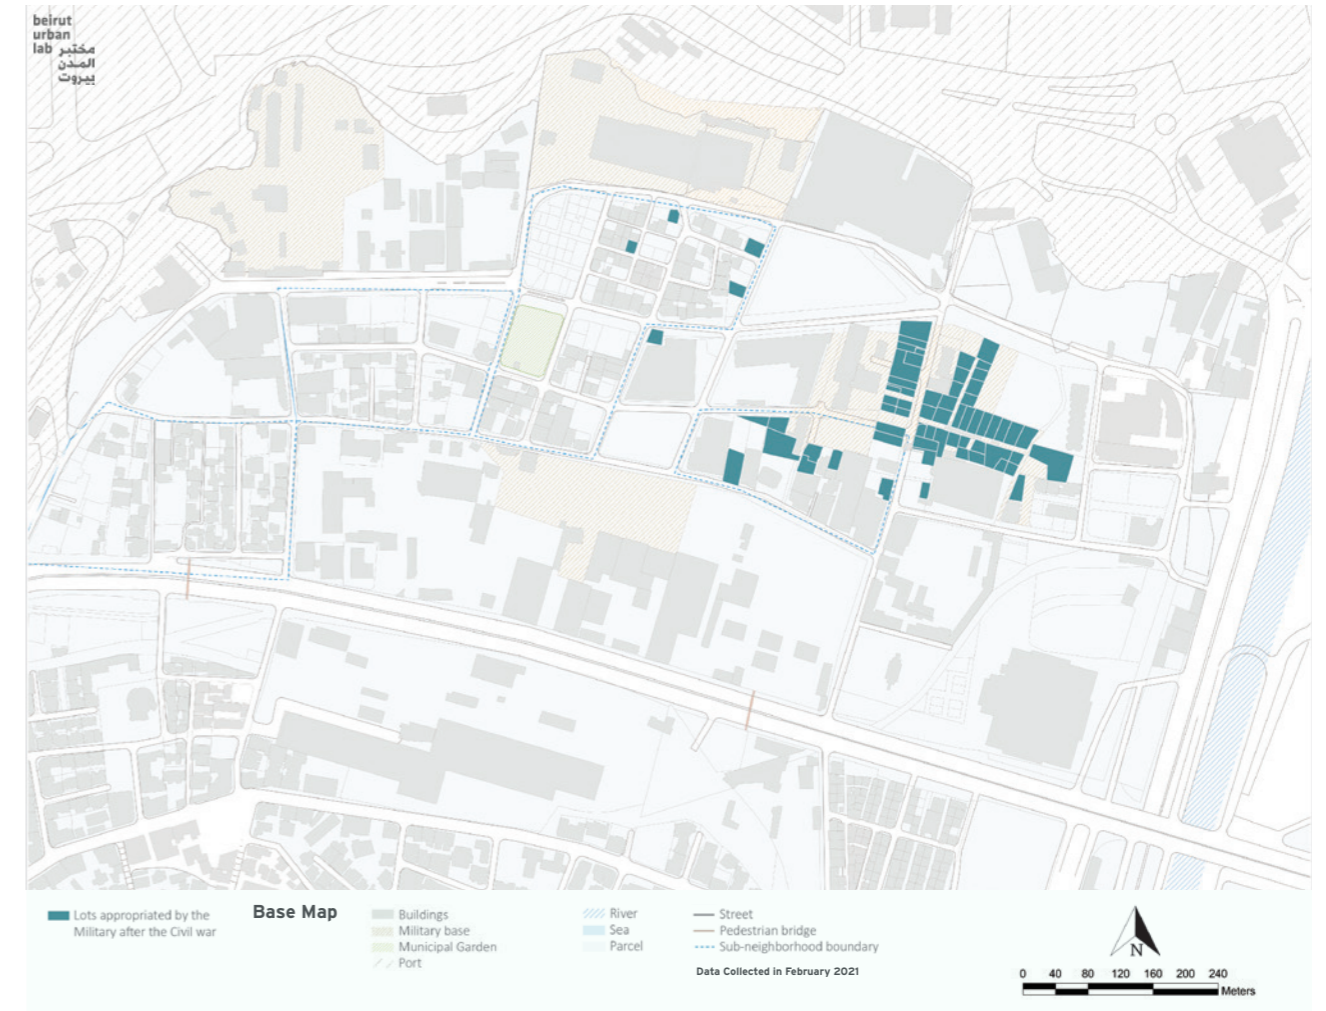 beirut
urban
lab مختبر
المدن
بيروت
Lots appropriated by the
Military after the Civil war
Base Map
Buildings
Military base
Municipal Garden
Port
River
Sea
Parcel
Street
Pedestrian bridge
Sub-neighborhood boundary
Data Collected in February 2021
N
0 40 80 120 160 200 240
Meters